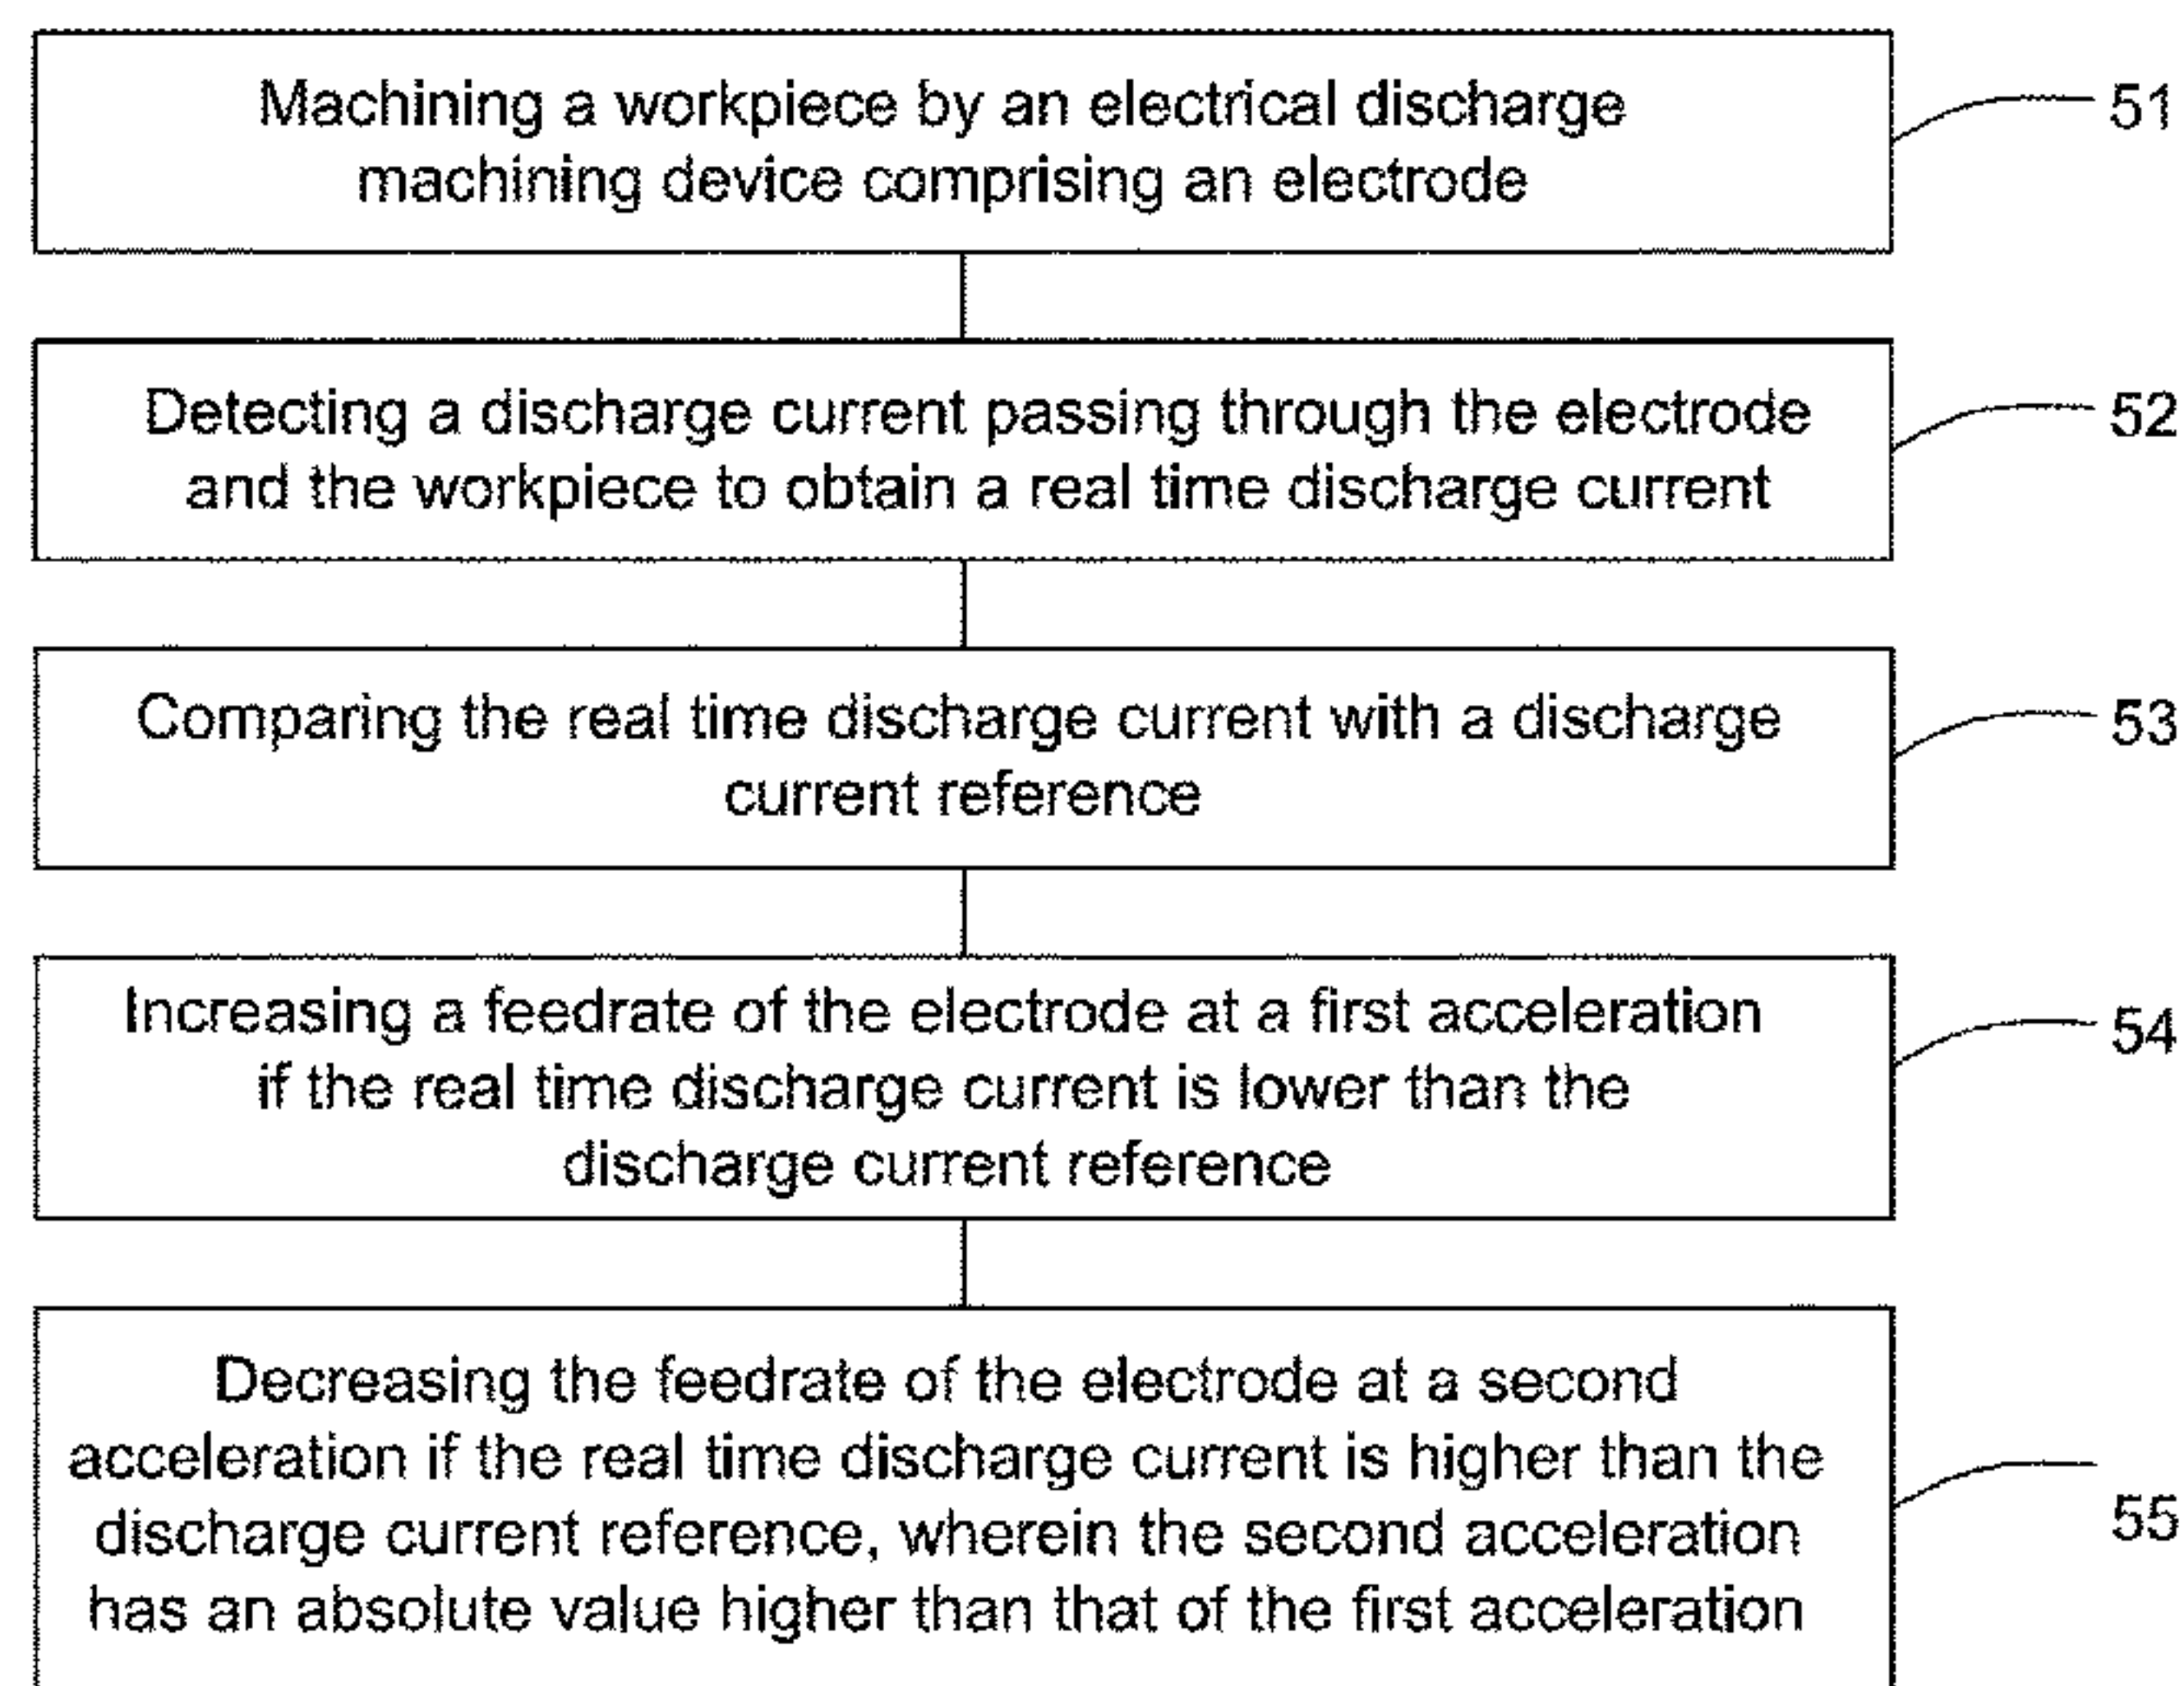 Machining a workpiece by an electrical discharge
machining device comprising an electrode
51
Detecting a discharge current passing through the electrode
and the workpiece to obtain a real time discharge current
52
Comparing the real time discharge current with a discharge
current reference
53
Increasing a feedrate of the electrode at a first acceleration
if the real time discharge current is lower than the
discharge current reference
54
Decreasing the feedrate of the electrode at a second
acceleration if the real time discharge current is higher than the
discharge current reference, wherein the second acceleration
has an absolute value higher than that of the first acceleration
55